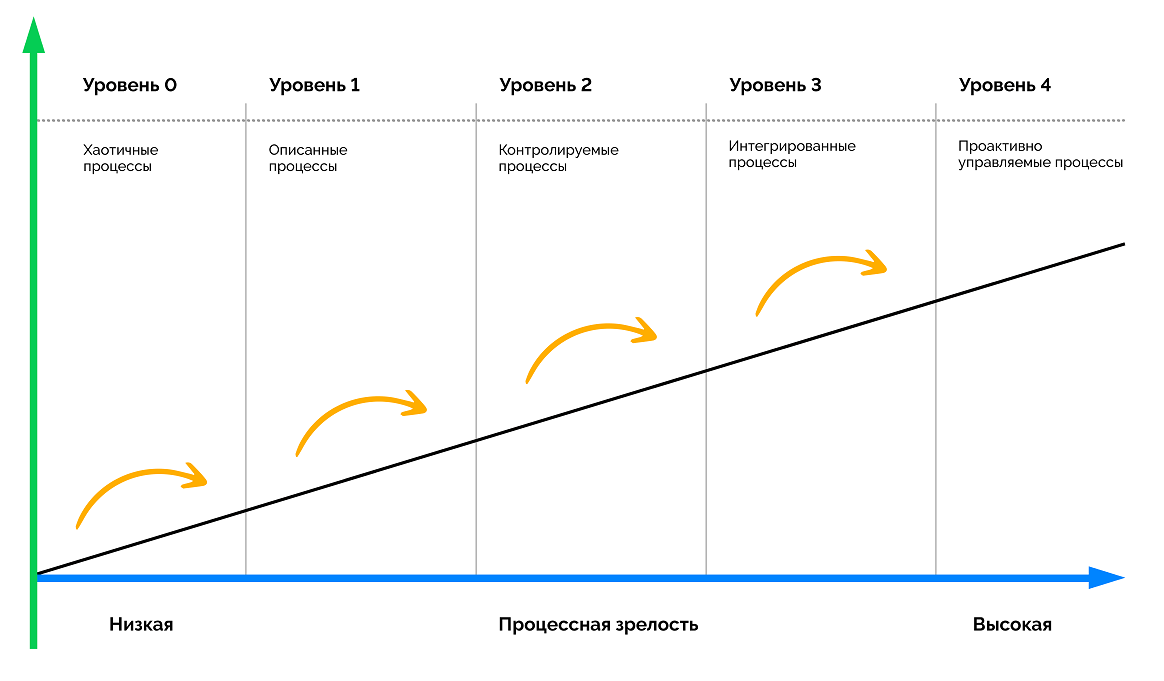 Уровень 0
Уровень 1
Уровень 2
Уровень 3
Уровень 4
Хаотичные
процессы
Описанные
процессы
Контролируемые
процессы
Интегрированные
процессы
Проактивно
управляемые процессы
Низкая
Процессная зрелость
Высокая